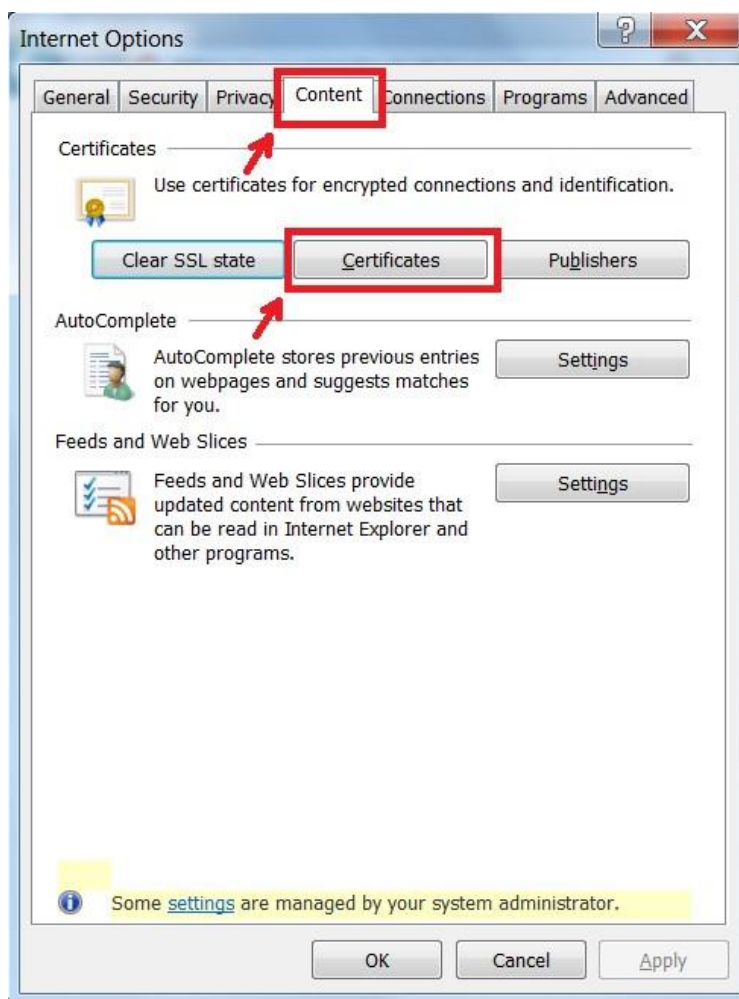 Internet Options
General Security Privacy Content Connections Programs Advanced
Certificates
Use certificates for encrypted connections and identification.
Clear SSL state Certificates Publishers
AutoComplete
AutoComplete stores previous entries
on webpages and suggests matches
for you.
Settings
Feeds and Web Slices
Feeds and Web Slices provide
updated content from websites that
can be read in Internet Explorer and
other programs.
Settings
Some settings are managed by your system administrator.
OK Cancel Apply